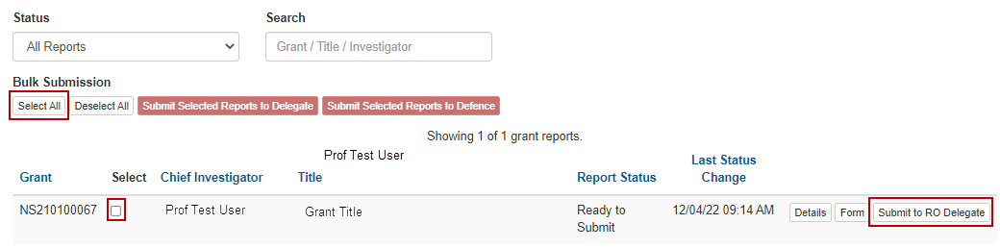 Status Search
All Reports Grant / Title / Investigator
Bulk Submission
Select All Deselect All Submit Selected Reports to Delegate Submit Selected Reports to Defence
Showing 1 of 1 grant reports.
Prof Test User
Grant Select Chief Investigator Title Report Status Last Status
Change
NS210100067 Prof Test User Grant Title Ready to 12/04/22 09:14 AM Details Form Submit to RO Delegate
Submit